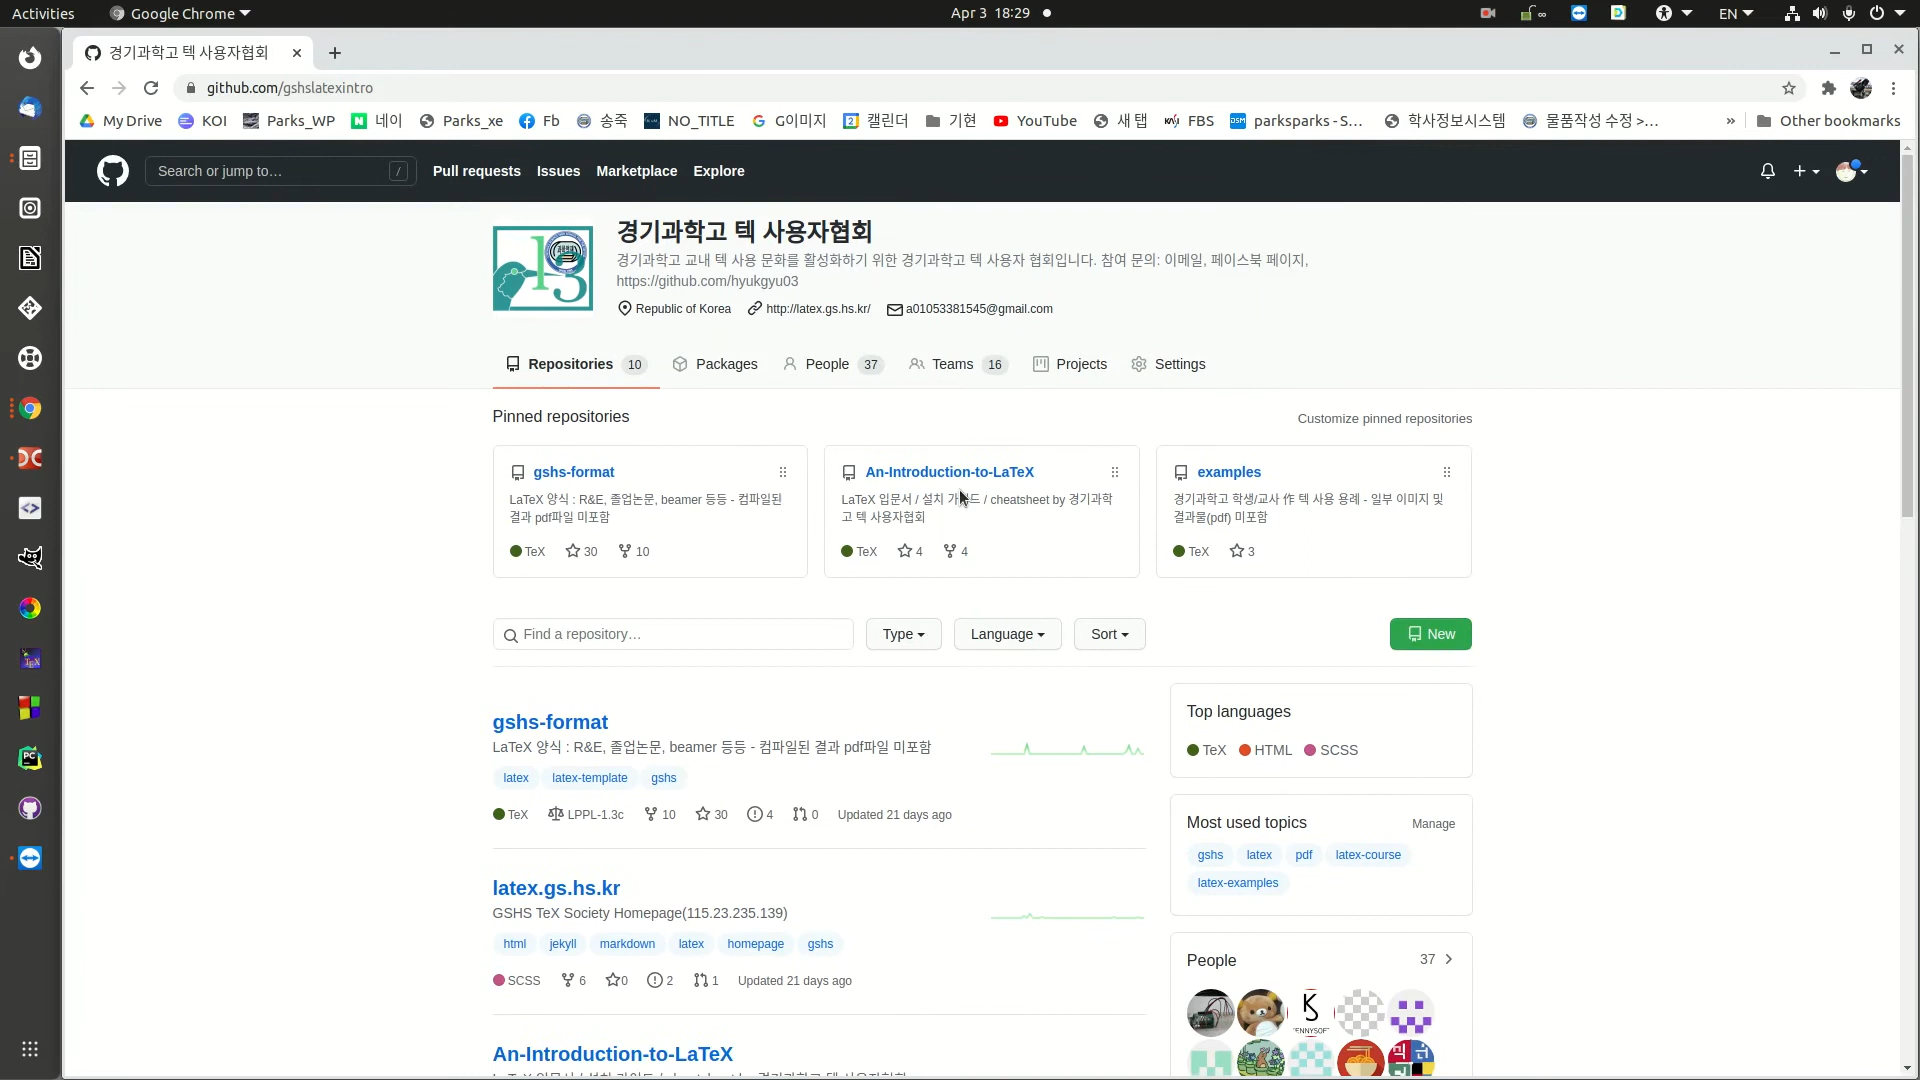 Activities
Google Chrome
Apr 3 18:29
EN
경기과학고 텍 사용자협회
github.com/gshslatexintro
My Drive
KOI
Parks_WP
네이
Parks_xe
Fb
송죽
NO_TITLE
G이미지
캘린더
기현
YouTube
새 탭
FBS
parksparks - S...
학사정보시스템
물품작성 수정 >...
»
Other bookmarks
Search or jump to...
/
Pull requests
Issues
Marketplace
Explore
경기과학고 텍 사용자협회
경기과학고 교내 텍 사용 문화를 활성화하기 위한 경기과학고 텍 사용자 협회입니다. 참여 문의: 이메일, 페이스북 페이지,
https://github.com/hyukgyu03
Republic of Korea
http://latex.gs.hs.kr/
a01053381545@gmail.com
Repositories 10
Packages
People 37
Teams 16
Projects
Settings
Pinned repositories
Customize pinned repositories
gshs-format
LaTeX 양식 : R&E, 졸업논문, beamer 등등 - 컴파일된
결과 pdf파일 미포함
TeX 30 10
An-Introduction-to-LaTeX
LaTeX 입문서 / 설치 가이드 / cheatsheet by 경기과학
고 텍 사용자협회
TeX 4 4
examples
경기과학고 학생/교사 作 텍 사용 용례 - 일부 이미지 및
결과물(pdf) 미포함
TeX 3
Find a repository...
Type
Language
Sort
New
gshs-format
LaTeX 양식 : R&E, 졸업논문, beamer 등등 - 컴파일된 결과 pdf파일 미포함
latex latex-template gshs
TeX LPPL-1.3c 10 30 4 0 Updated 21 days ago
latex.gs.hs.kr
GSHS TeX Society Homepage(115.23.235.139)
html jekyll markdown latex homepage gshs
SCSS 6 0 2 1 Updated 21 days ago
An-Introduction-to-LaTeX
Top languages
TeX HTML SCSS
Most used topics
Manage
gshs latex pdf latex-course
latex-examples
People
37